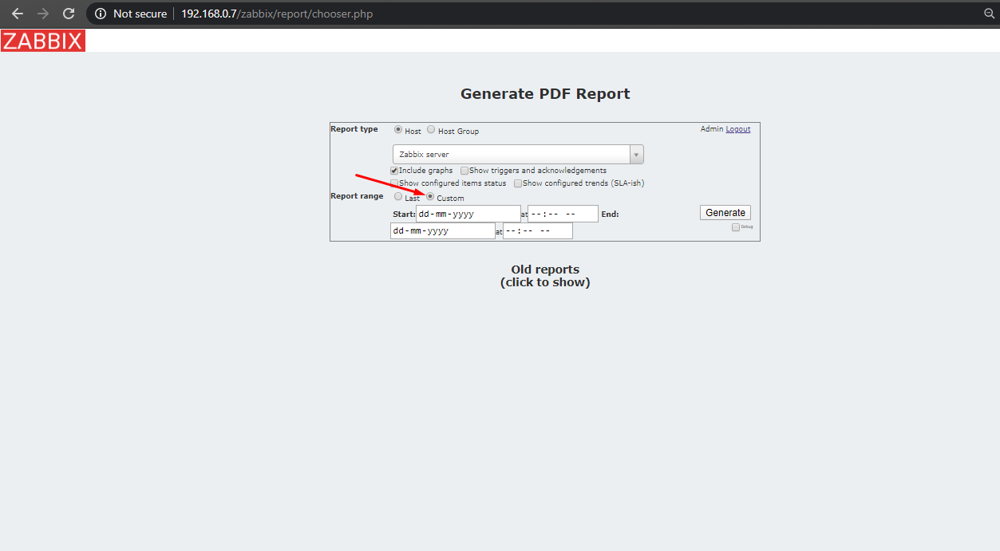 Not secure 192.168.0.7/zabbix/report/chooser.php
ZABBIX
Generate PDF Report
Report type Host Host Group Admin Logout
Zabbix server
Include graphs Show triggers and acknowledgements
Show configured items status Show configured trends (SLA-ish)
Report range Last Custom
Start: dd-mm-yyyy at --:-- -- End: Generate
dd-mm-yyyy at --:-- -- Debug
Old reports
(click to show)